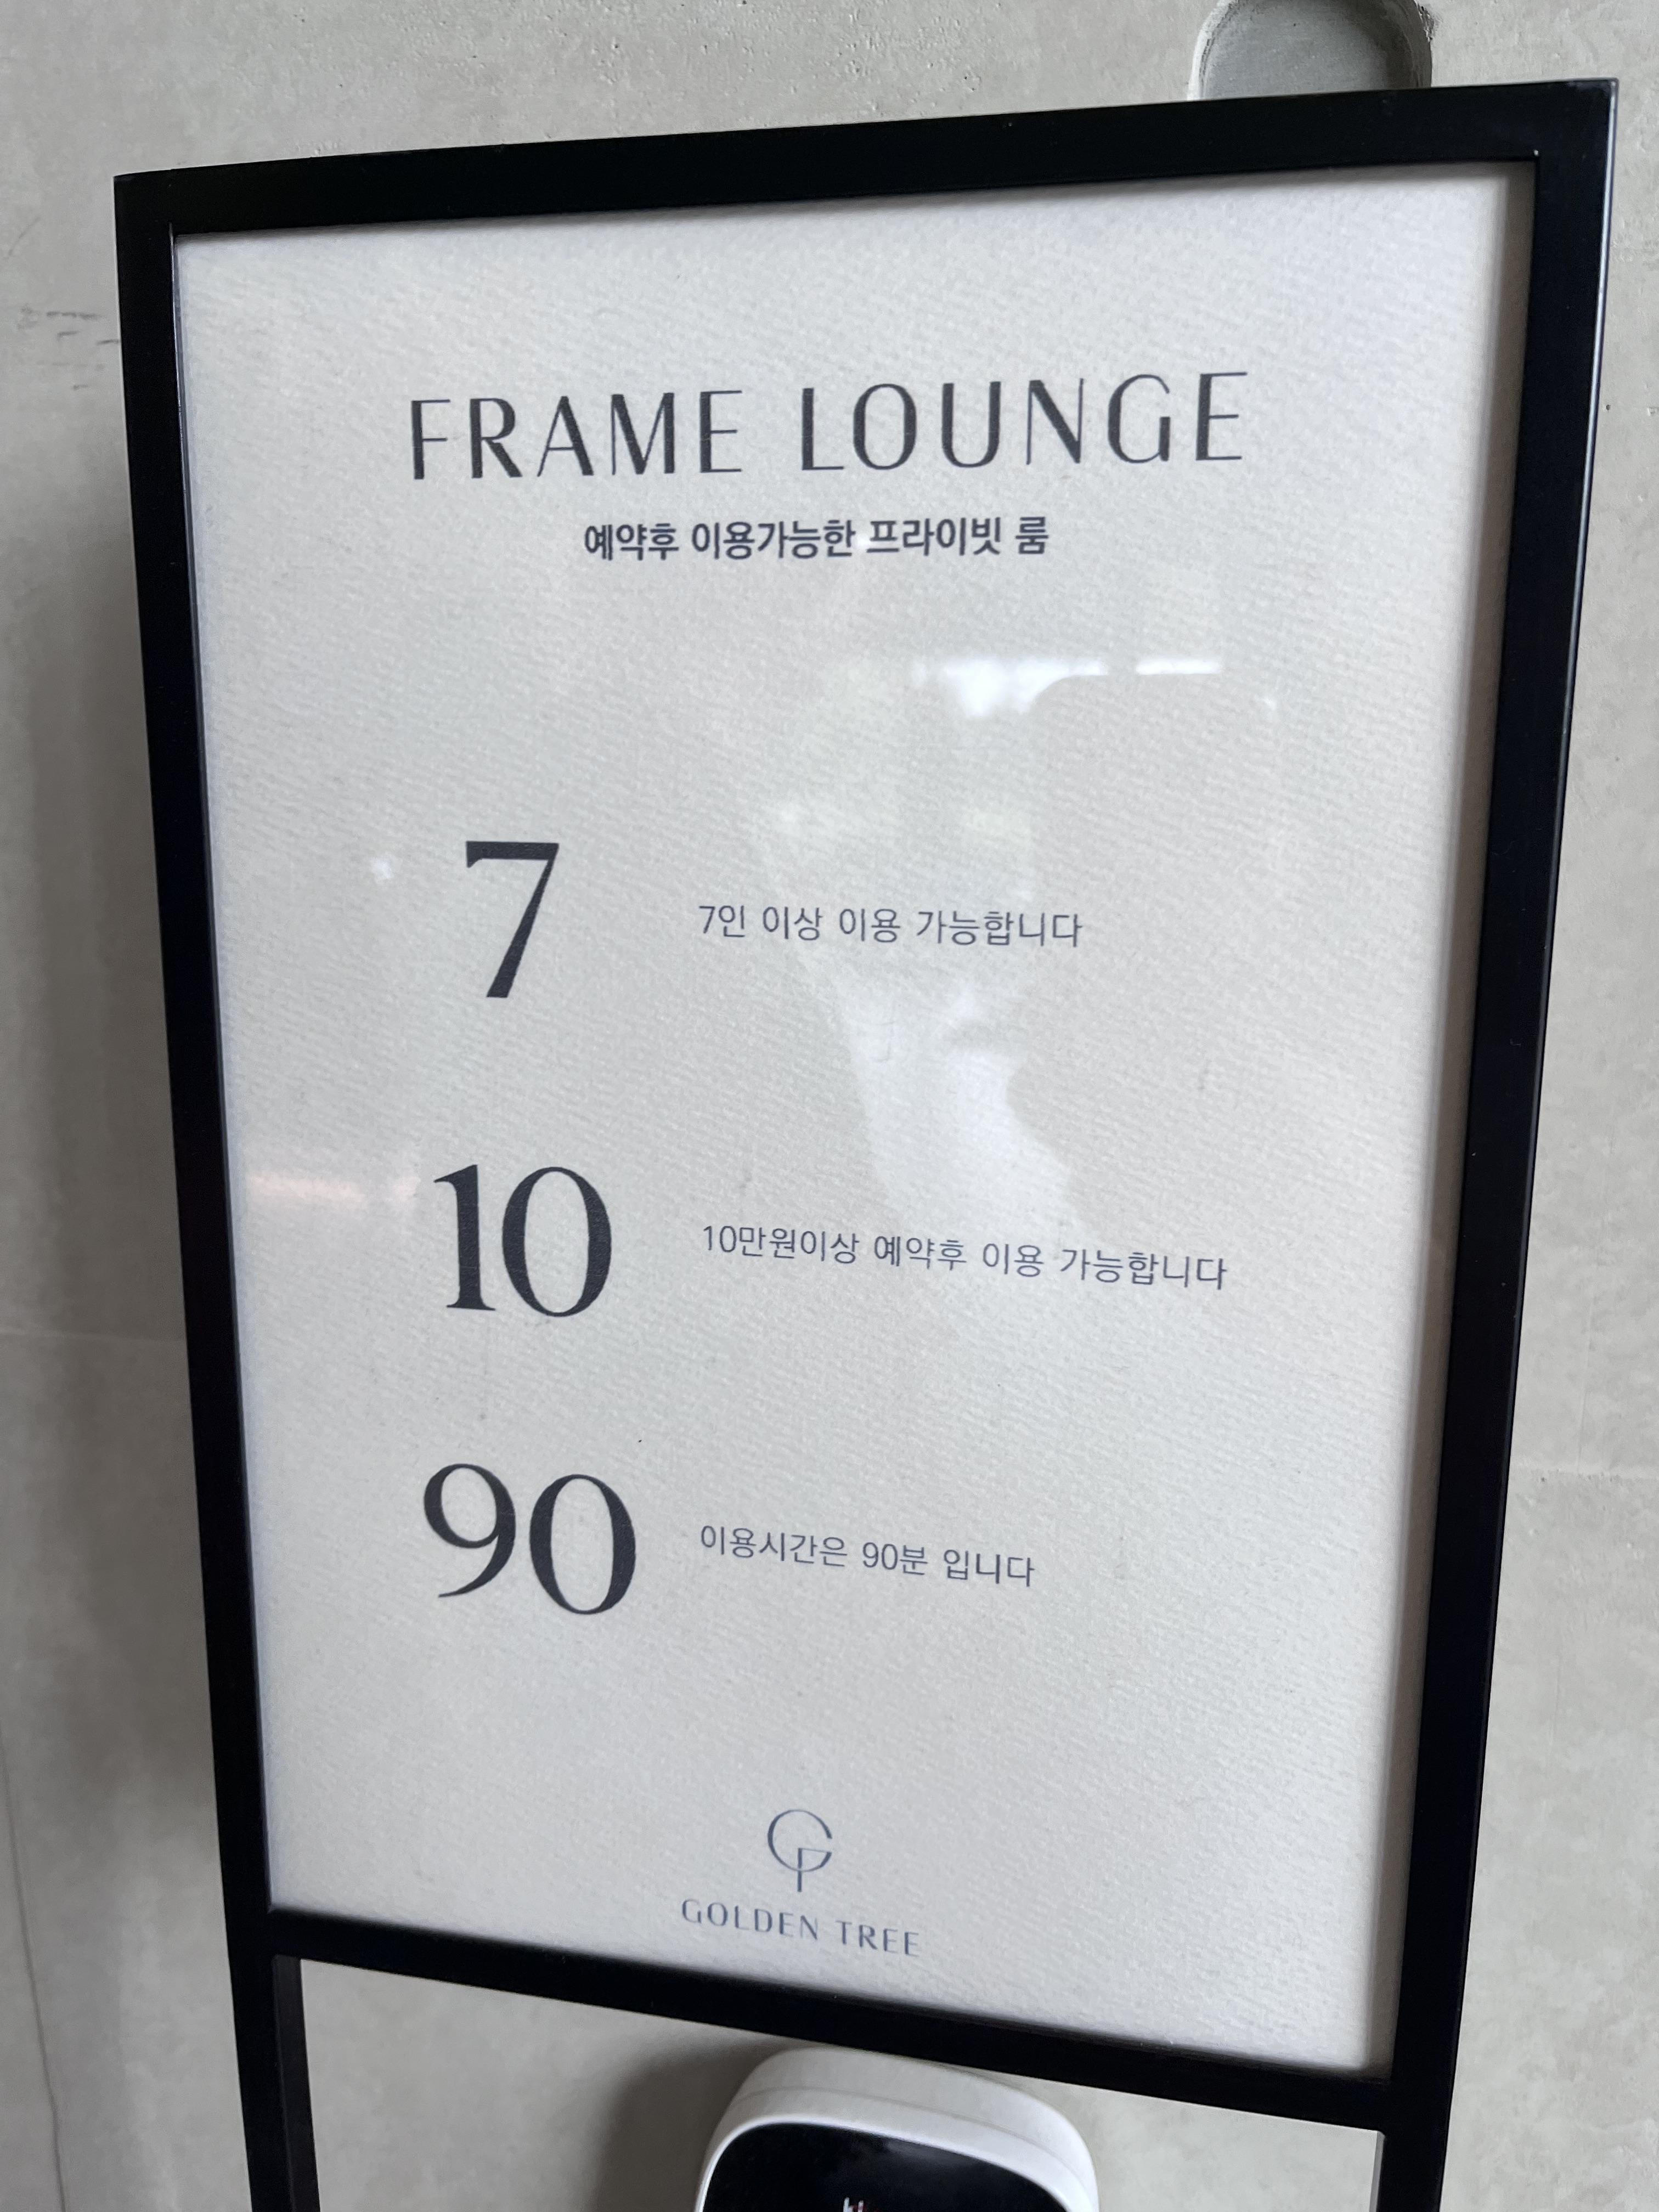 FRAME LOUNGE
예약후 이용가능한 프라이빗 룸
7
7인 이상 이용 가능합니다
10
10만원이상 예약후 이용 가능합니다
90
이용시간은 90분 입니다
GOLDEN TREE